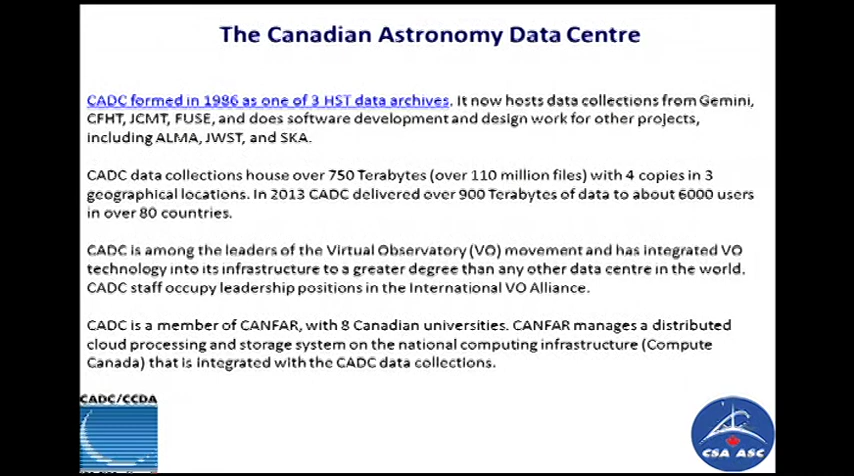 The Canadian Astronomy Data Centre
CADC formed in 1986 as one of 3 HST data archives. It now hosts data collections from Gemini,
CFHT, JCMT, FUSE, and does software development and design work for other projects,
including ALMA, JWST, and SKA.
CADC data collections house over 750 Terabytes (over 110 million files) with 4 copies in 3
geographical locations. In 2013 CADC delivered over 900 Terabytes of data to about 6000 users
in over 80 countries.
CADC is among the leaders of the Virtual Observatory (VO) movement and has integrated VO
technology into its infrastructure to a greater degree than any other data centre in the world.
CADC staff occupy leadership positions in the International VO Alliance.
CADC is a member of CANFAR, with 8 Canadian universities. CANFAR manages a distributed
cloud processing and storage system on the national computing infrastructure (Compute
Canada) that is integrated with the CADC data collections.
CADC/CCDA
CSA ASC